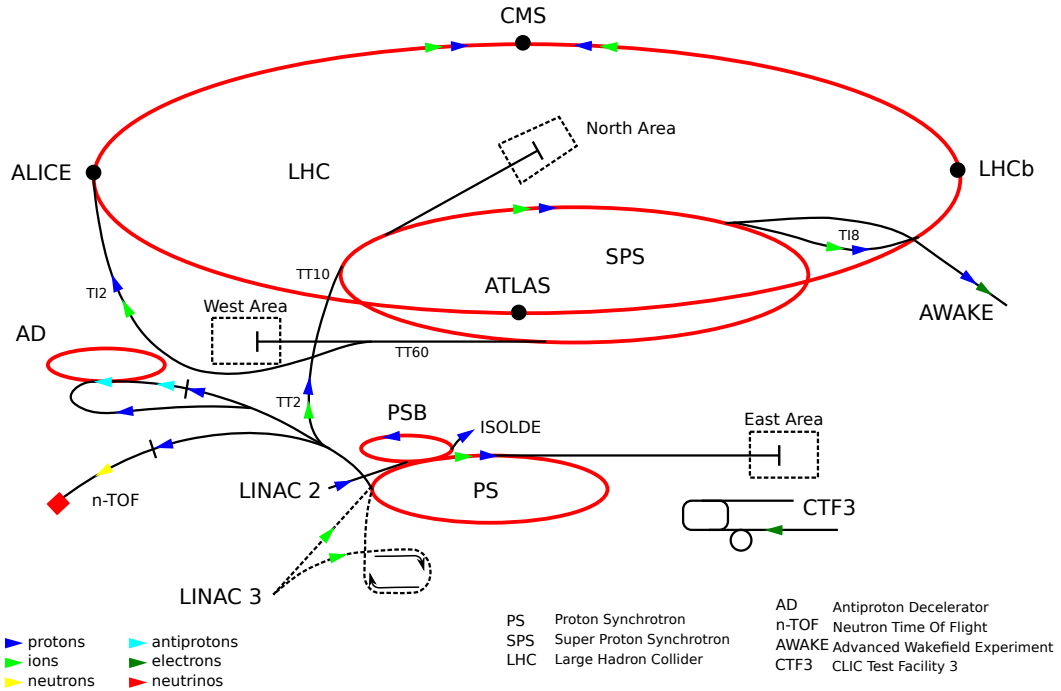 CMS
North Area
ALICE
LHC
LHCb
SPS
TI8
TT10
ATLAS
TI2
West Area
AWAKE
AD
TT60
TT2
PSB
ISOLDE
East Area
LINAC 2
PS
n-TOF
CTF3
LINAC 3
protons
antiprotons
ions
electrons
neutrons
neutrinos
PS Proton Synchrotron
SPS Super Proton Synchrotron
LHC Large Hadron Collider
AD Antiproton Decelerator
n-TOF Neutron Time Of Flight
AWAKE Advanced Wakefield Experiment
CTF3 CLIC Test Facility 3